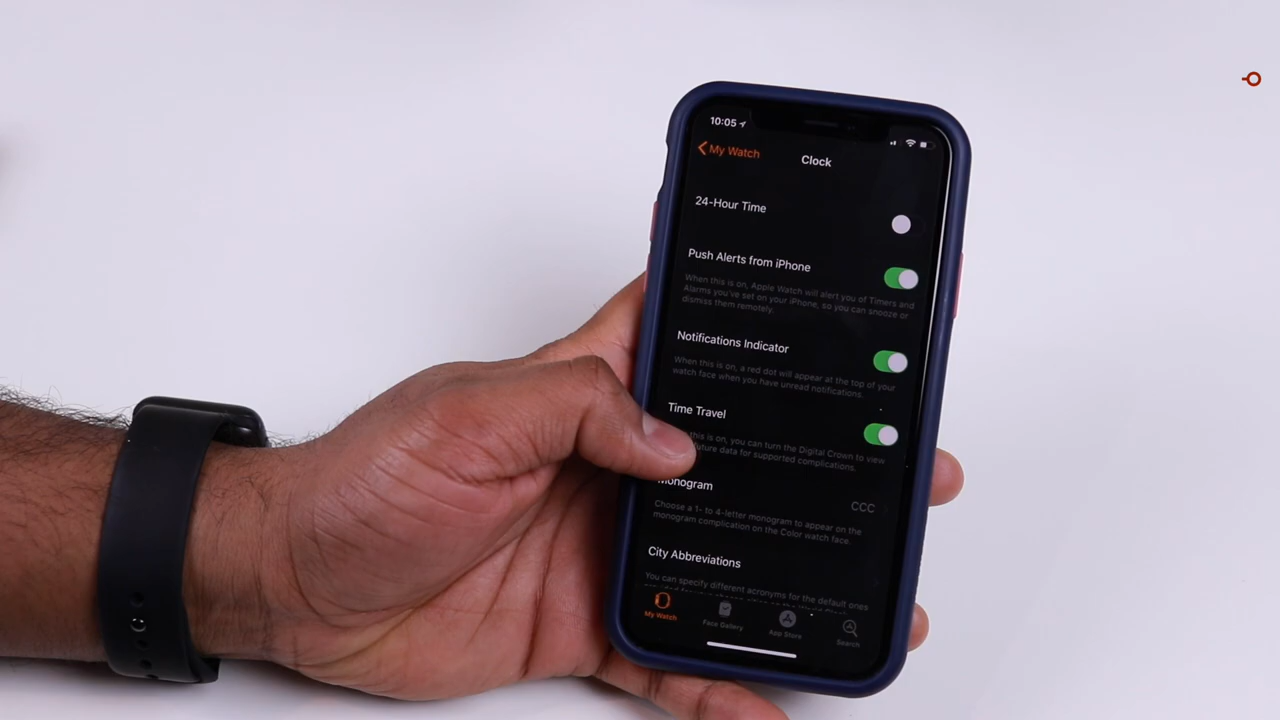 10:05
My Watch
Clock
24-Hour Time
Push Alerts from iPhone
When this is on, Apple Watch will alert you of Timers and
Alarms you've set on your iPhone, so you can snooze or
dismiss them remotely.
Notifications Indicator
When this is on, a red dot will appear at the top of your
watch face when you have unread notifications.
Time Travel
this is on, you can turn the Digital Crown to view
future data for supported complications.
Monogram
CCC
Choose a 1- to 4-letter monogram to appear on the
monogram complication on the Color watch face.
City Abbreviations
You can specify different acronyms for the default ones
My Watch
Face Gallery
App Store
Search